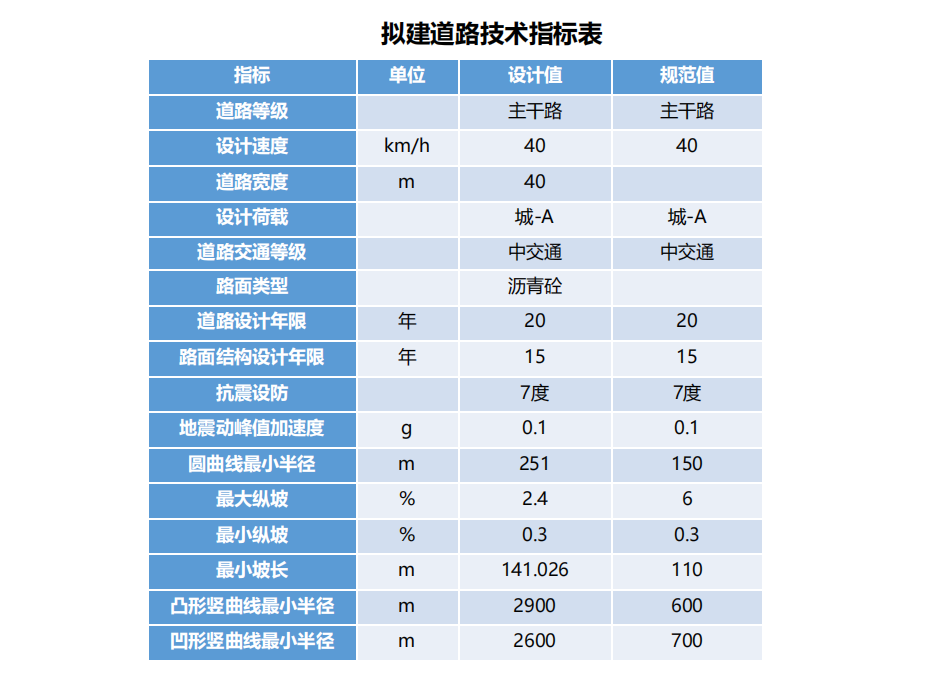 拟建道路技术指标表
指标 单位 设计值 规范值
道路等级 主干路 主干路
设计速度 km/h 40 40
道路宽度 m 40
设计荷载 城-A 城-A
道路交通等级 中交通 中交通
路面类型 沥青砼
道路设计年限 年 20 20
路面结构设计年限 年 15 15
抗震设防 7度 7度
地震动峰值加速度 g 0.1 0.1
圆曲线最小半径 m 251 150
最大纵坡 % 2.4 6
最小纵坡 % 0.3 0.3
最小坡长 m 141.026 110
凸形竖曲线最小半径 m 2900 600
凹形竖曲线最小半径 m 2600 700